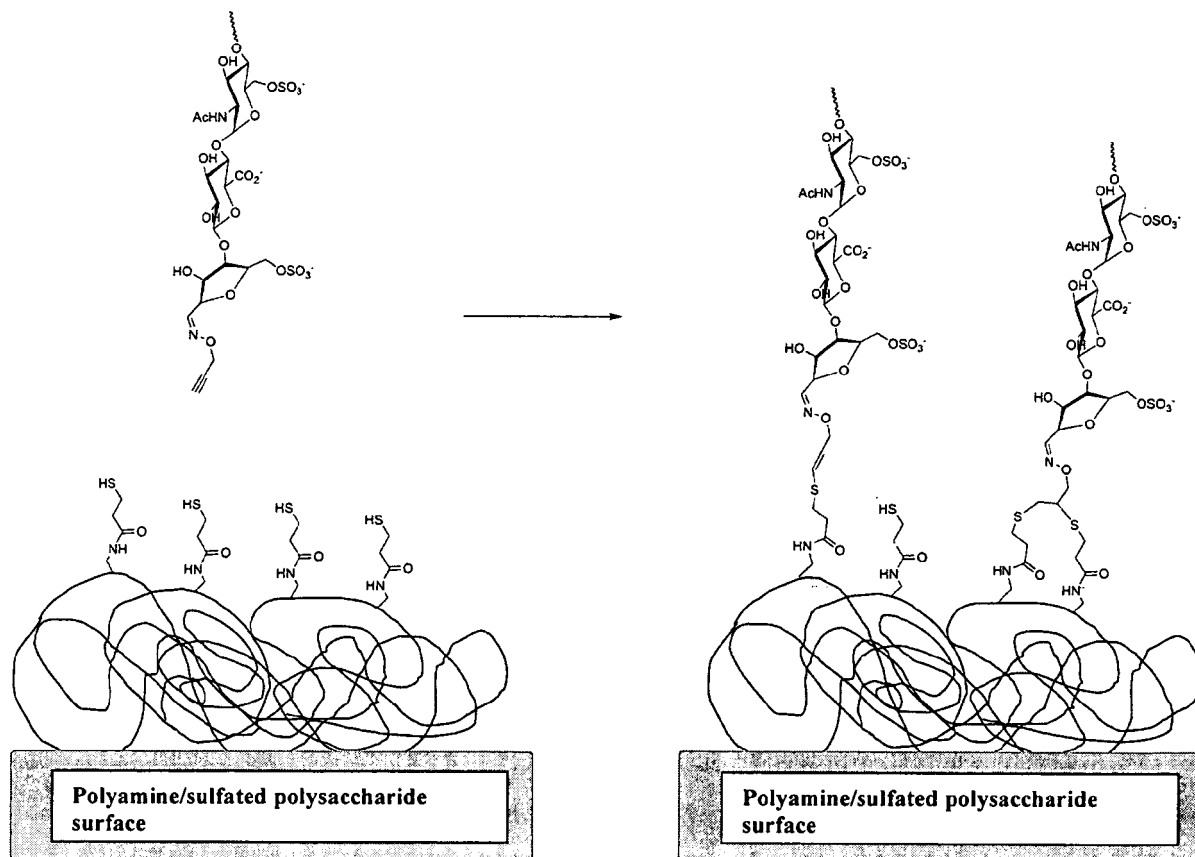 O
OH
OSO₃⁻
O
AcHN
O
OH
CO₂⁻
O
OH
O
HO
OSO₃⁻
O
N
O
HS
O
NH
HS
O
HN
HS
O
HN
HS
O
HN
Polyamine/sulfated polysaccharide
surface
O
OH
OSO₃⁻
O
AcHN
O
OH
CO₂⁻
O
OH
O
HO
OSO₃⁻
O
N
O
S
HN
O
HS
O
HN
O
OH
OSO₃⁻
O
AcHN
O
OH
CO₂⁻
O
OH
O
HO
OSO₃⁻
O
N
O
S
S
HN
O
O
HN
Polyamine/sulfated polysaccharide
surface